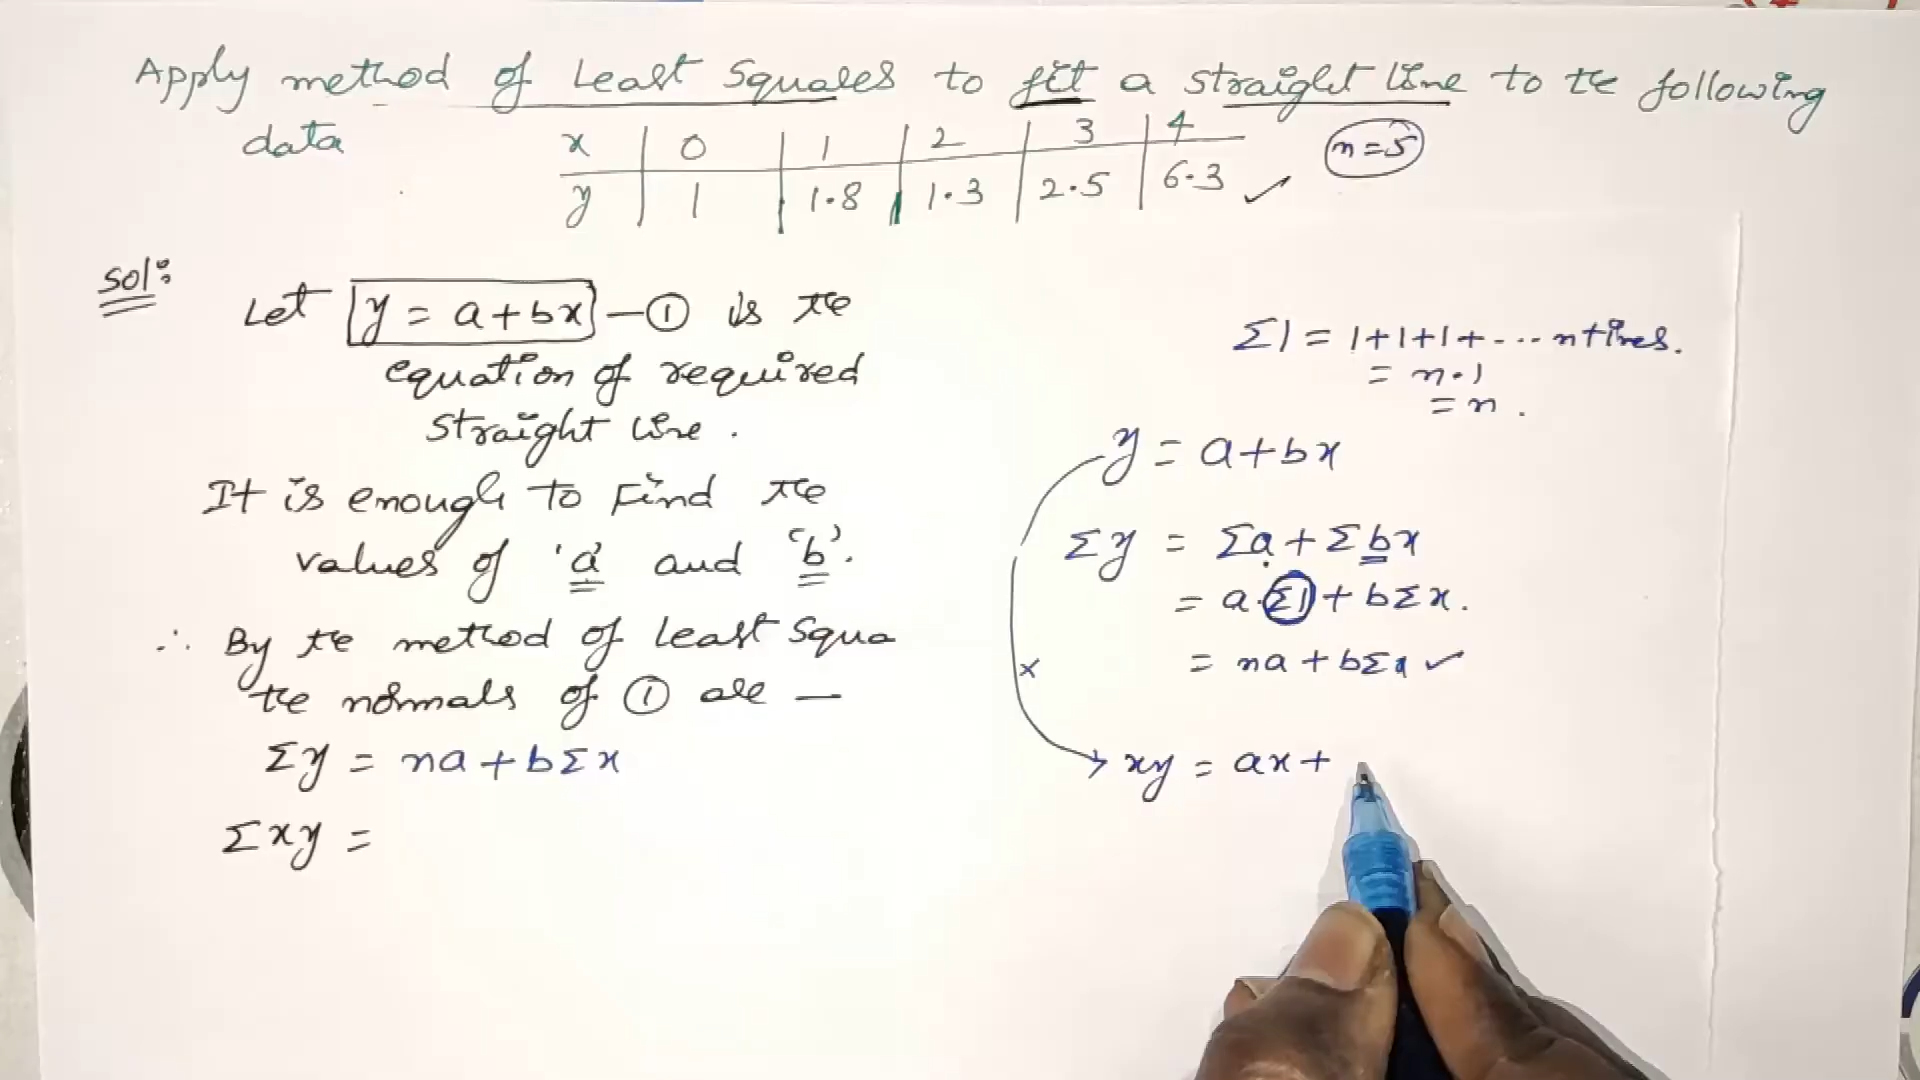 Apply method of Least Squares to fit a straight line to the following
data
x | 0 | 1 | 2 | 3 | 4
y | 1 | 1.8 | 1.3 | 2.5 | 6.3 ✓
n=5
Sol:
Let y = a+bx — ① is the
equation of required
straight line.
It is enough to Find the
values of 'a' and 'b'.
∴ By the method of least Squa
the normals of ① are —
Σy = na + bΣx
Σxy =
Σ1 = 1+1+1+ --- n times.
= n.1
= n.
y = a+bx
Σy = Σa + Σbx
= a.Σ1 + bΣx.
= na + bΣx ✓
x
xy = ax +